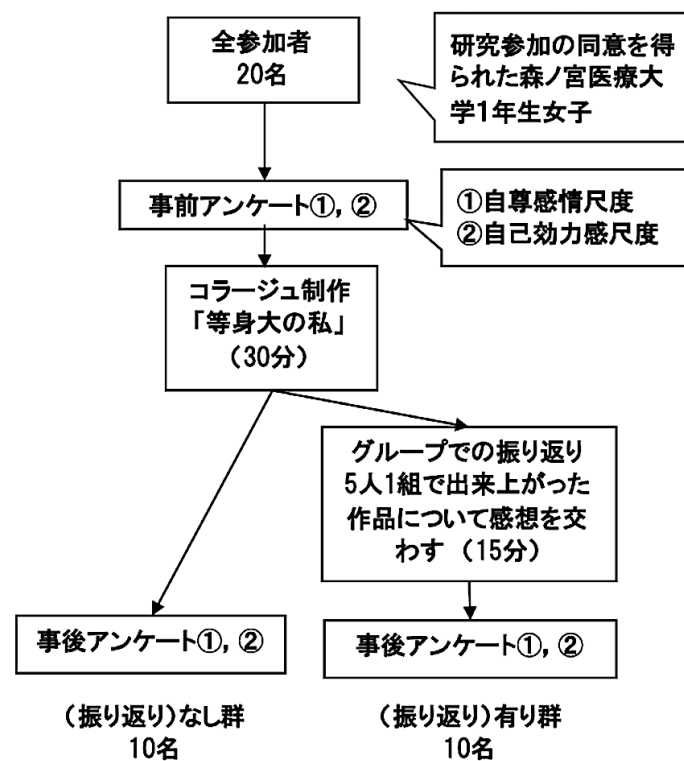 全参加者
20名
研究参加の同意を得
られた森ノ宮医療大
学1年生女子
事前アンケート①, ②
①自尊感情尺度
②自己効力感尺度
コラージュ制作
「等身大の私」
(30分)
グループでの振り返り
5人1組で出来上がった
作品について感想を交
わす (15分)
事後アンケート①, ②
事後アンケート①, ②
(振り返り)なし群
10名
(振り返り)有り群
10名